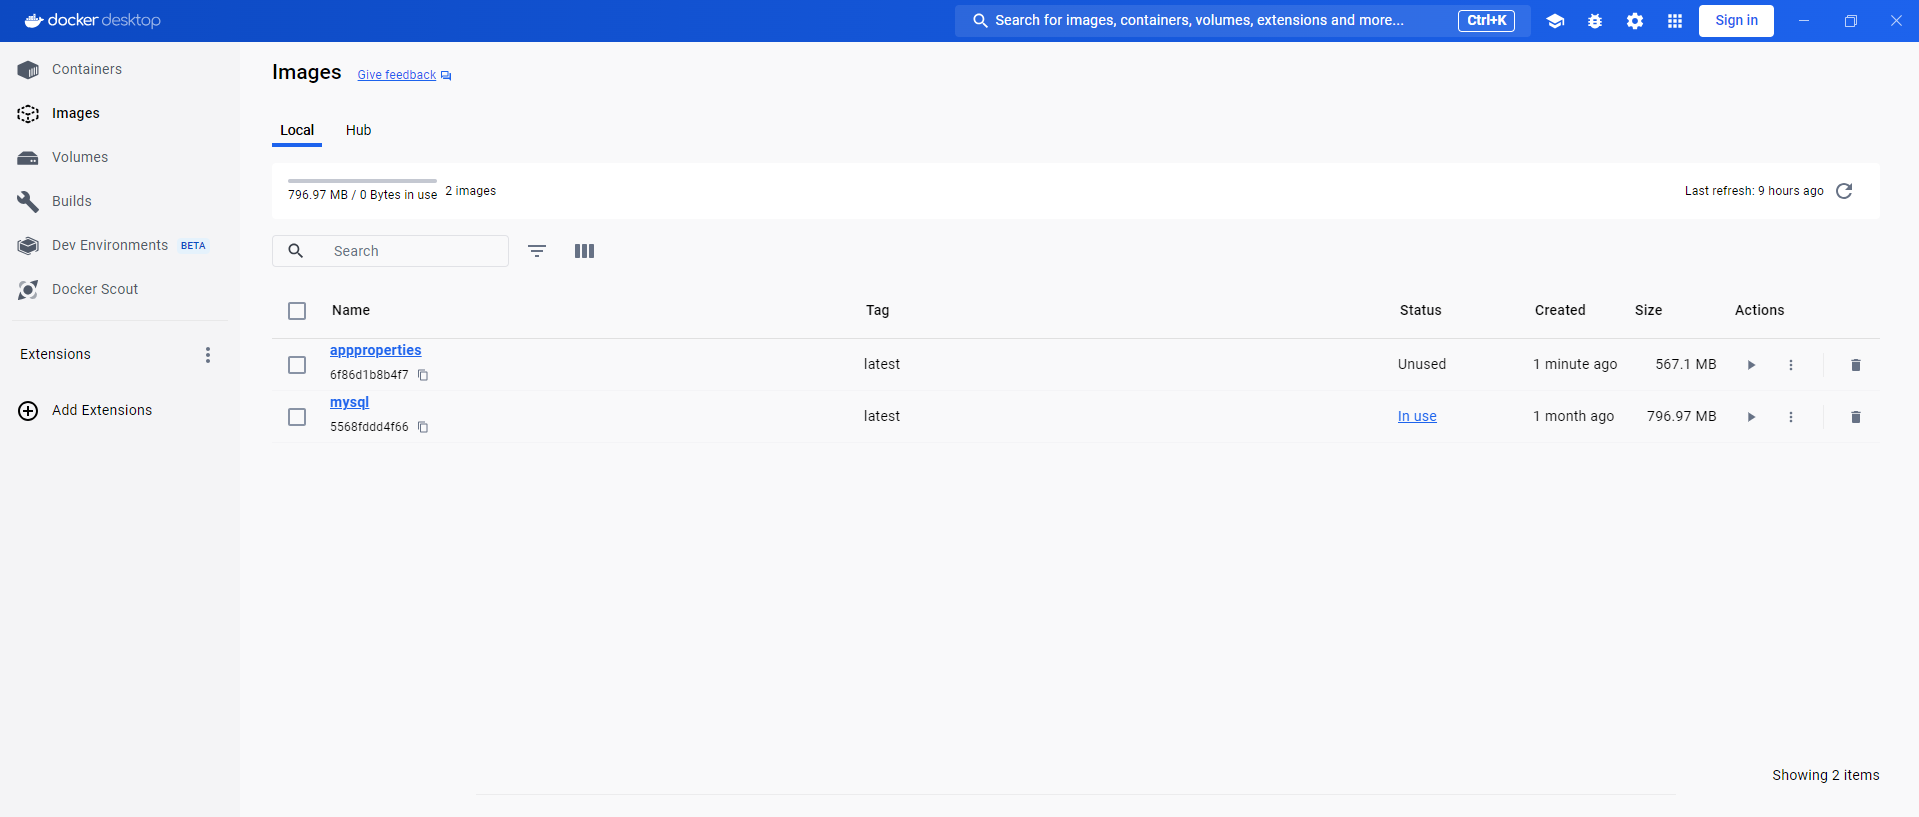 docker desktop
Search for images, containers, volumes, extensions and more...
Ctrl+K
Sign in
Containers
Images
Volumes
Builds
Dev Environments BETA
Docker Scout
Extensions
Add Extensions
Images Give feedback
Local Hub
796.97 MB / 0 Bytes in use 2 images
Last refresh: 9 hours ago
Search
Name Tag Status Created Size Actions
appproperties
6f86d1b8b4f7
latest Unused 1 minute ago 567.1 MB
mysql
5568fddd4f66
latest In use 1 month ago 796.97 MB
Showing 2 items